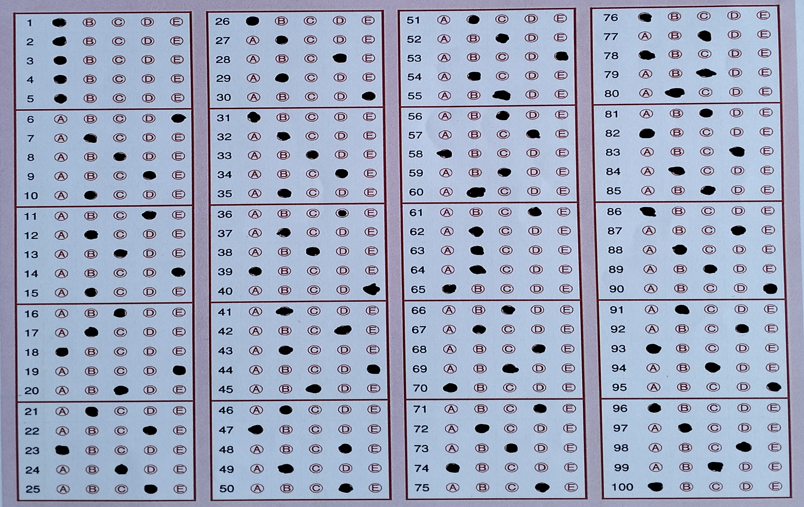 1 B C D E
2 B C D E
3 B C D E
4 B C D E
5 B C D E
6 A B C D
7 A C D E
8 A B D E
9 A B C E
10 A C D E
11 A B C E
12 A C D E
13 A B D E
14 A B C D
15 A C D E
16 A B D E
17 A C D E
18 B C D E
19 A B C D
20 A B D E
21 A C D E
22 A B C E
23 B C D E
24 A B D E
25 A B C E
26 B C D E
27 A C D E
28 A B C E
29 A C D E
30 A B C D
31 B C D E
32 A C D E
33 A B D E
34 A B C E
35 A C D E
36 A B C E
37 A C D E
38 A B D E
39 B C D E
40 A B C D
41 A C D E
42 A B C E
43 A C D E
44 A B C D
45 A B D E
46 A C D E
47 B C D E
48 A B C E
49 A C D E
50 A B C E
51 A C D E
52 A B D E
53 A B C D
54 A C D E
55 A B D E
56 A B D E
57 A B C E
58 B C D E
59 A B D E
60 A C D E
61 A B C E
62 A C D E
63 A C D E
64 A C D E
65 B C D E
66 A B D E
67 A C D E
68 A B C E
69 A B D E
70 B C D E
71 A B C E
72 A C D E
73 A B D E
74 B C D E
75 A B C E
76 B C D E
77 A B D E
78 B C D E
79 A B D E
80 A C D E
81 A B D E
82 B C D E
83 A B C E
84 A C D E
85 A B D E
86 B C D E
87 A B C E
88 A C D E
89 A B D E
90 A B C D
91 A C D E
92 A B C E
93 B C D E
94 A B D E
95 A B C D
96 B C D E
97 A C D E
98 A B C E
99 A B D E
100 B C D E